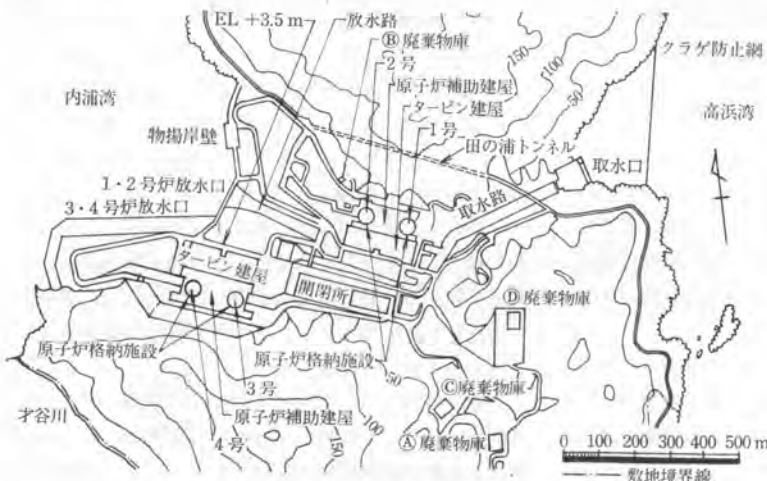 EL +3.5 m
放水路
Ⓑ廃棄物庫
2号
原子炉補助建屋
タービン建屋
1号
田の浦トンネル
150
100
50
クラゲ防止網
内浦湾
高浜湾
物揚岸壁
取水口
取水路
1・2号炉放水口
3・4号炉放水口
タービン建屋
開閉所
Ⓓ廃棄物庫
原子炉格納施設
原子炉格納施設
3号
50
Ⓒ廃棄物庫
原子炉補助建屋
100
才谷川
4号
150
Ⓐ廃棄物庫
0 100 200 300 400 500 m
敷地境界線